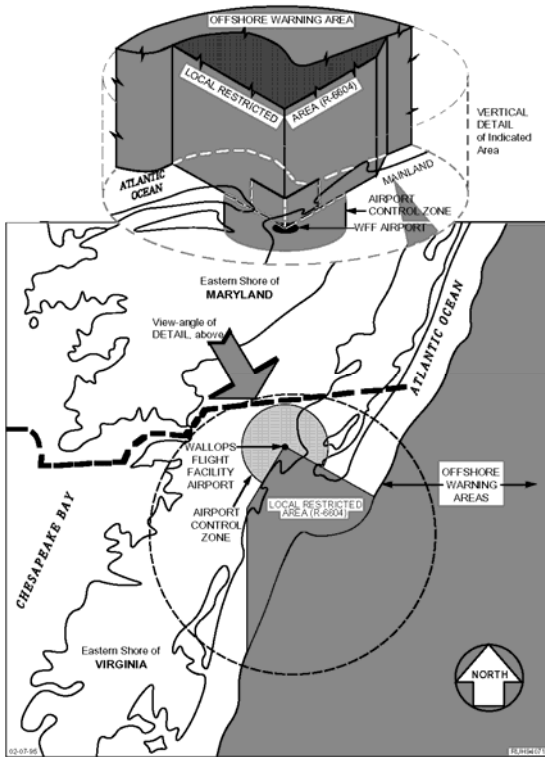 OFFSHORE WARNING AREA
LOCAL RESTRICTED
AREA (R-6604)
VERTICAL
DETAIL
of Indicated
Area
ATLANTIC
OCEAN
MAINLAND
AIRPORT
CONTROL ZONE
WFF AIRPORT
Eastern Shore of
MARYLAND
View-angle of
DETAIL, above
ATLANTIC OCEAN
WALLOPS
FLIGHT
FACILITY
AIRPORT
OFFSHORE
WARNING
AREAS
LOCAL RESTRICTED
AREA (R-6604)
AIRPORT
CONTROL
ZONE
CHESAPEAKE BAY
Eastern Shore of
VIRGINIA
NORTH
02-07-95